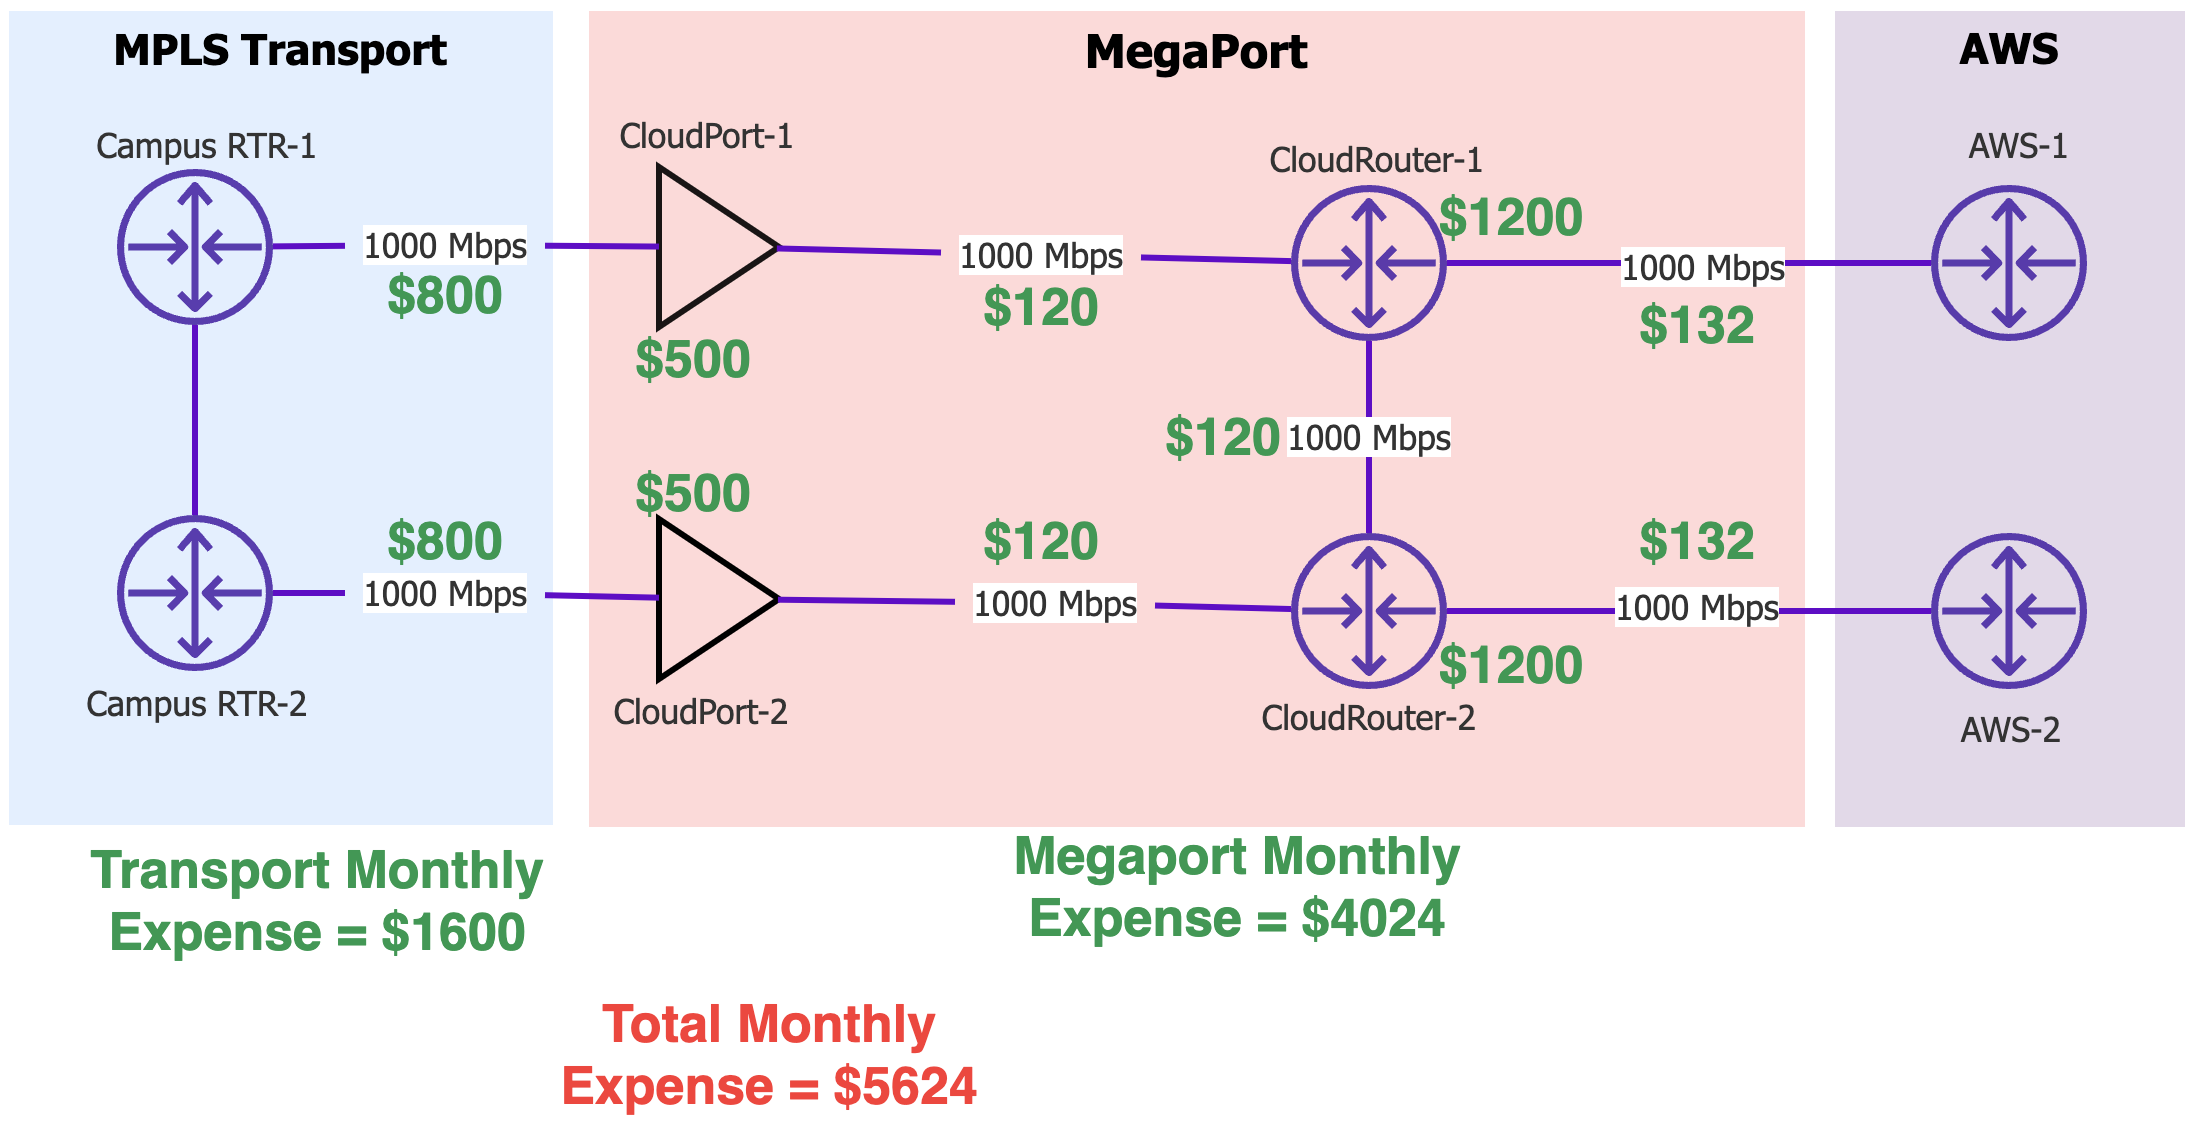 MPLS Transport
MegaPort
AWS
Campus RTR-1
CloudPort-1
CloudRouter-1
AWS-1
$1200
1000 Mbps
$800
1000 Mbps
$120
1000 Mbps
$132
$500
$120
1000 Mbps
$500
$800
1000 Mbps
$120
1000 Mbps
$132
1000 Mbps
$1200
Campus RTR-2
CloudPort-2
CloudRouter-2
AWS-2
Transport Monthly
Expense = $1600
Megaport Monthly
Expense = $4024
Total Monthly
Expense = $5624